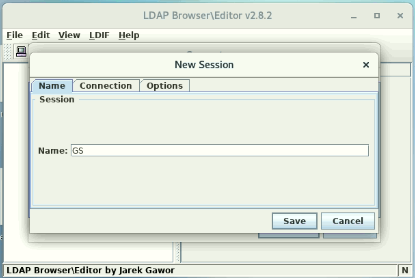 LDAP Browser\Editor v2.8.2
File Edit View LDIF Help
New Session
Name Connection Options
Session
Name: GS
Save Cancel
LDAP Browser\Editor by Jarek Gawor N